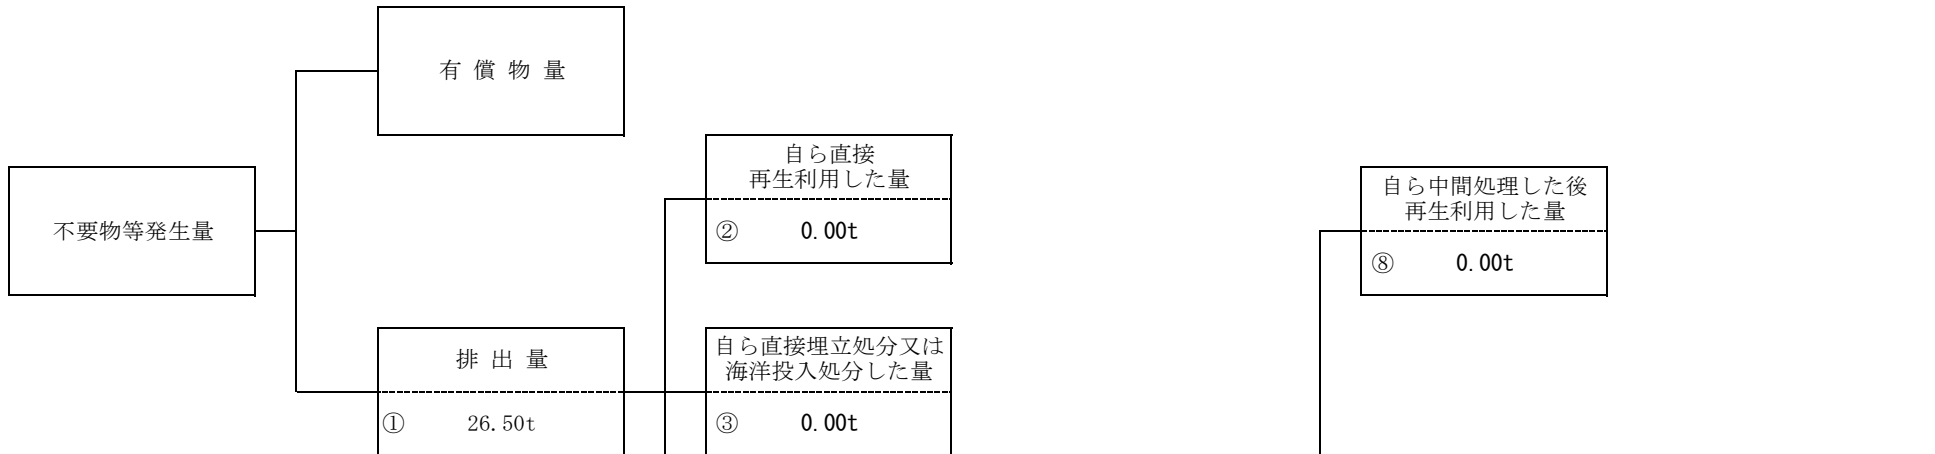 有償物量
自ら直接
再生利用した量
② 0.00t
自ら中間処理した後
再生利用した量
⑧ 0.00t
不要物等発生量
排出量
① 26.50t
自ら直接埋立処分又は
海洋投入処分した量
③ 0.00t